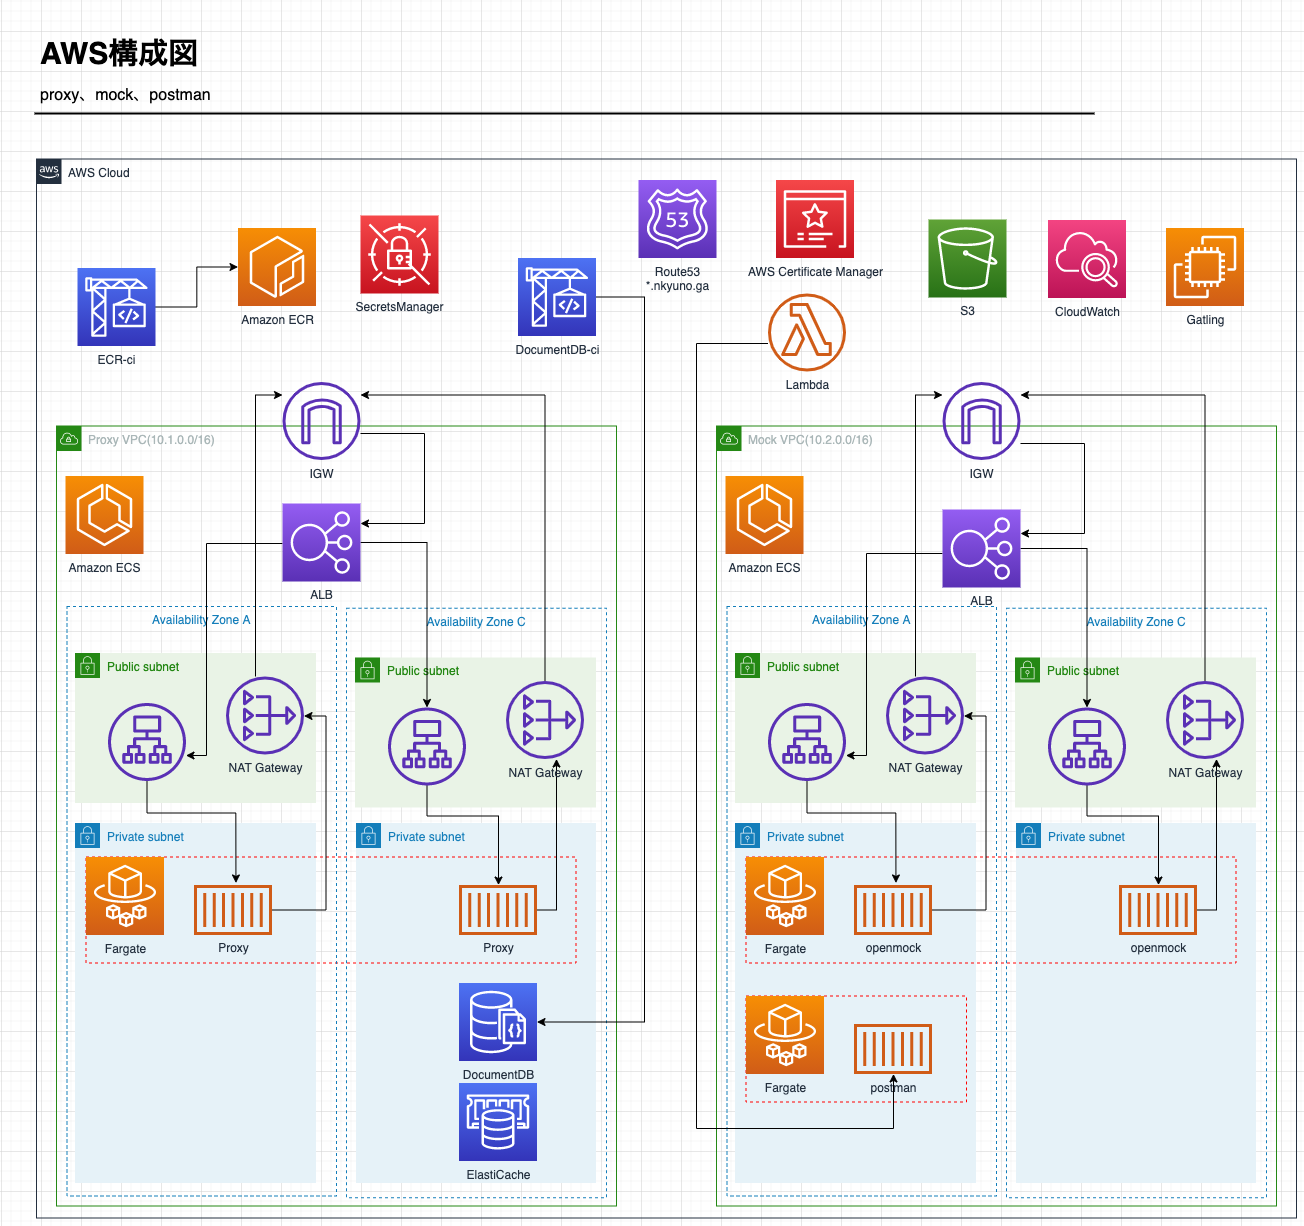 AWS構成図
proxy、mock、postman
aws
AWS Cloud
53
Route53
*.nkyuno.ga
AWS Certificate Manager
Amazon ECR
SecretsManager
</>
ECR-ci
</>
DocumentDB-ci
Lambda
S3
CloudWatch
Gatling
Proxy VPC(10.1.0.0/16)
IGW
Amazon ECS
ALB
Availability Zone A
Availability Zone C
Public subnet
Public subnet
NAT Gateway
NAT Gateway
Private subnet
Private subnet
Fargate
Proxy
Proxy
{}
DocumentDB
ElastiCache
Mock VPC(10.2.0.0/16)
IGW
Amazon ECS
ALB
Availability Zone A
Availability Zone C
Public subnet
Public subnet
NAT Gateway
NAT Gateway
Private subnet
Private subnet
Fargate
openmock
openmock
Fargate
postman